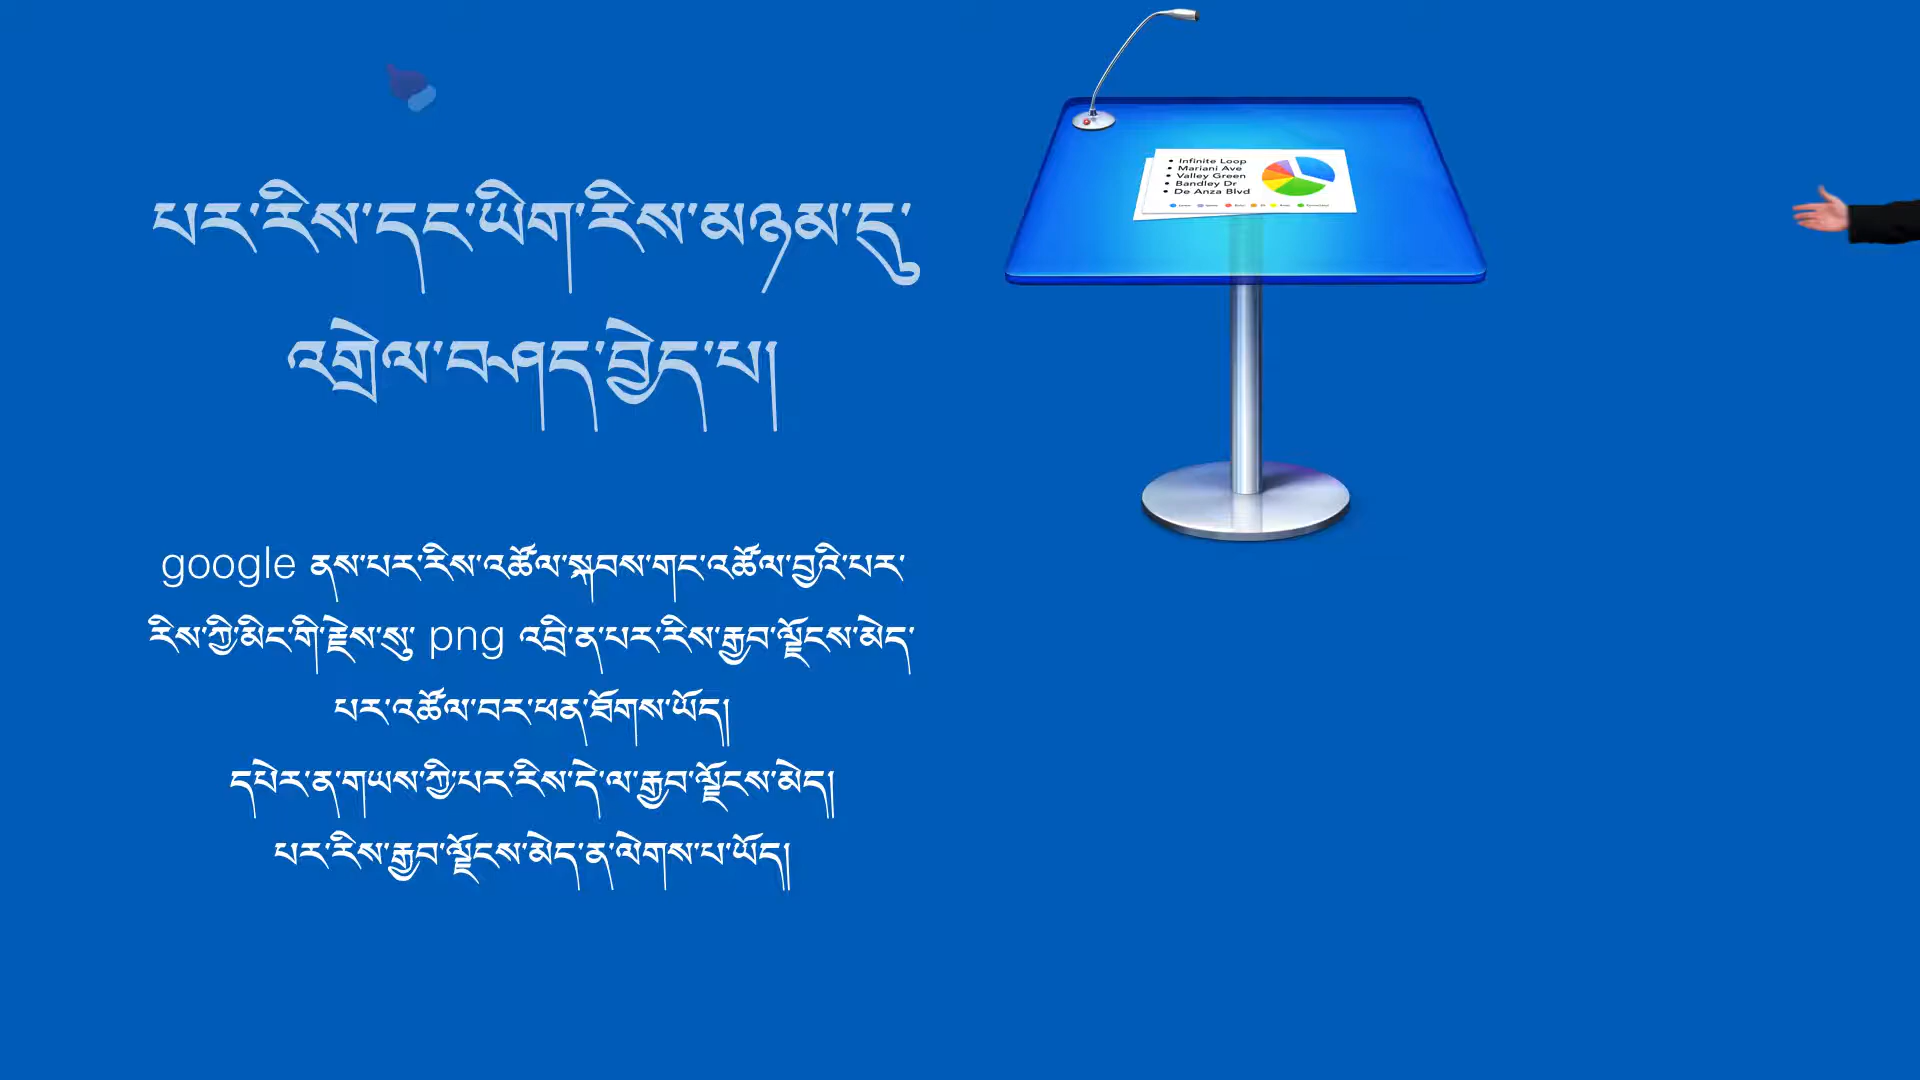 པར་རིས་དང་ཡིག་རིས་མཉམ་དུ་
འགྲེལ་བཤད་བྱེད་པ།
google ནས་པར་རིས་འཚོལ་སྐབས་གང་འཚོལ་བྱའི་པར་
རིས་ཀྱི་མིང་གི་རྗེས་སུ་ png འབྲི་ན་པར་རིས་རྒྱབ་ལྗོངས་མེད་
པར་འཚོལ་བར་ཕན་ཐོགས་ཡོད།
དཔེར་ན་གཡས་ཀྱི་པར་རིས་དེ་ལ་རྒྱབ་ལྗོངས་མེད།
པར་རིས་རྒྱབ་ལྗོངས་མེད་ན་ལེགས་པ་ཡོད།
• Infinite Loop
• Mariani Ave
• Valley Green
• Bandley Dr
• De Anza Blvd